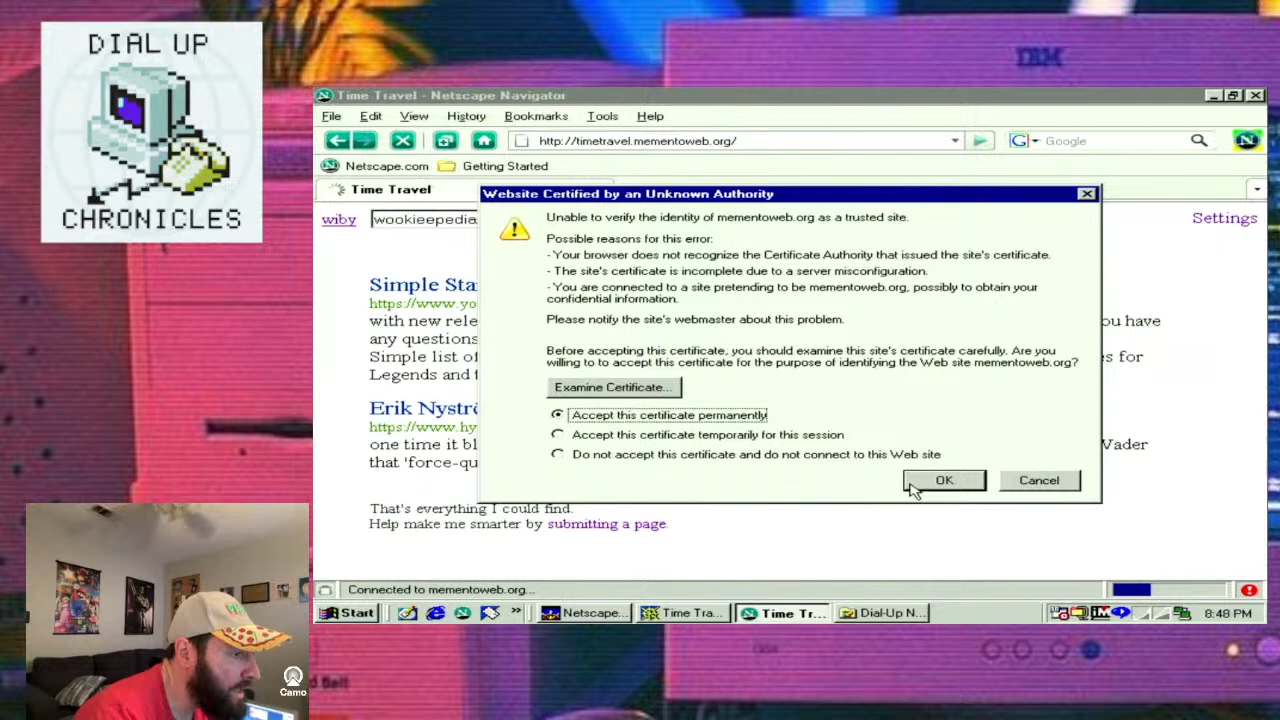 DIAL UP
CHRONICLES
IBM
Time Travel - Netscape Navigator
File Edit View History Bookmarks Tools Help
http://timetravel.mementoweb.org/
G Google
N
Netscape.com Getting Started
Time Travel
wiby wookieepedia
Settings
Website Certified by an Unknown Authority
Unable to verify the identity of mementoweb.org as a trusted site.
Possible reasons for this error:
- Your browser does not recognize the Certificate Authority that issued the site's certificate.
- The site's certificate is incomplete due to a server misconfiguration.
- You are connected to a site pretending to be mementoweb.org, possibly to obtain your
confidential information.
Please notify the site's webmaster about this problem.
Before accepting this certificate, you should examine this site's certificate carefully. Are you
willing to to accept this certificate for the purpose of identifying the Web site mementoweb.org?
Examine Certificate...
Accept this certificate permanently
Accept this certificate temporarily for this session
Do not accept this certificate and do not connect to this Web site
OK Cancel
Simple Sta
https://www.yo
with new rele ou have
any questions
Simple list of es for
Legends and
Erik Nyströ
https://www.hy
one time it bl Vader
that 'force-qu
That's everything I could find.
Help make me smarter by submitting a page.
Connected to mementoweb.org...
Start Netscape... Time Tra... Time Tr... Dial-Up N... 8:48 PM
Camo